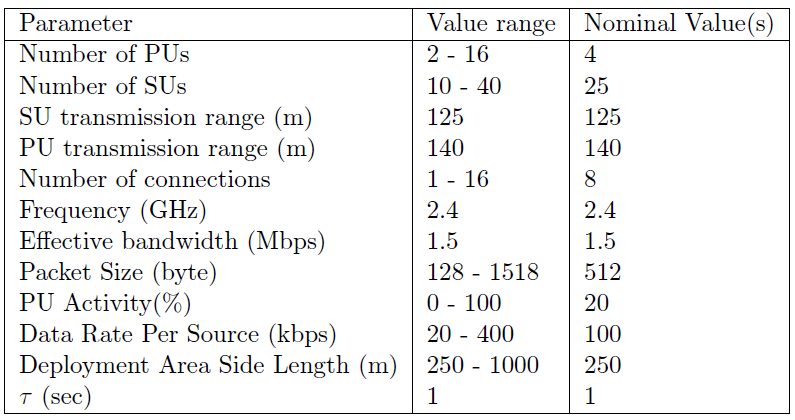 Parameter Value range Nominal Value(s)
Number of PUs 2 - 16 4
Number of SUs 10 - 40 25
SU transmission range (m) 125 125
PU transmission range (m) 140 140
Number of connections 1 - 16 8
Frequency (GHz) 2.4 2.4
Effective bandwidth (Mbps) 1.5 1.5
Packet Size (byte) 128 - 1518 512
PU Activity(%) 0 - 100 20
Data Rate Per Source (kbps) 20 - 400 100
Deployment Area Side Length (m) 250 - 1000 250
τ (sec) 1 1